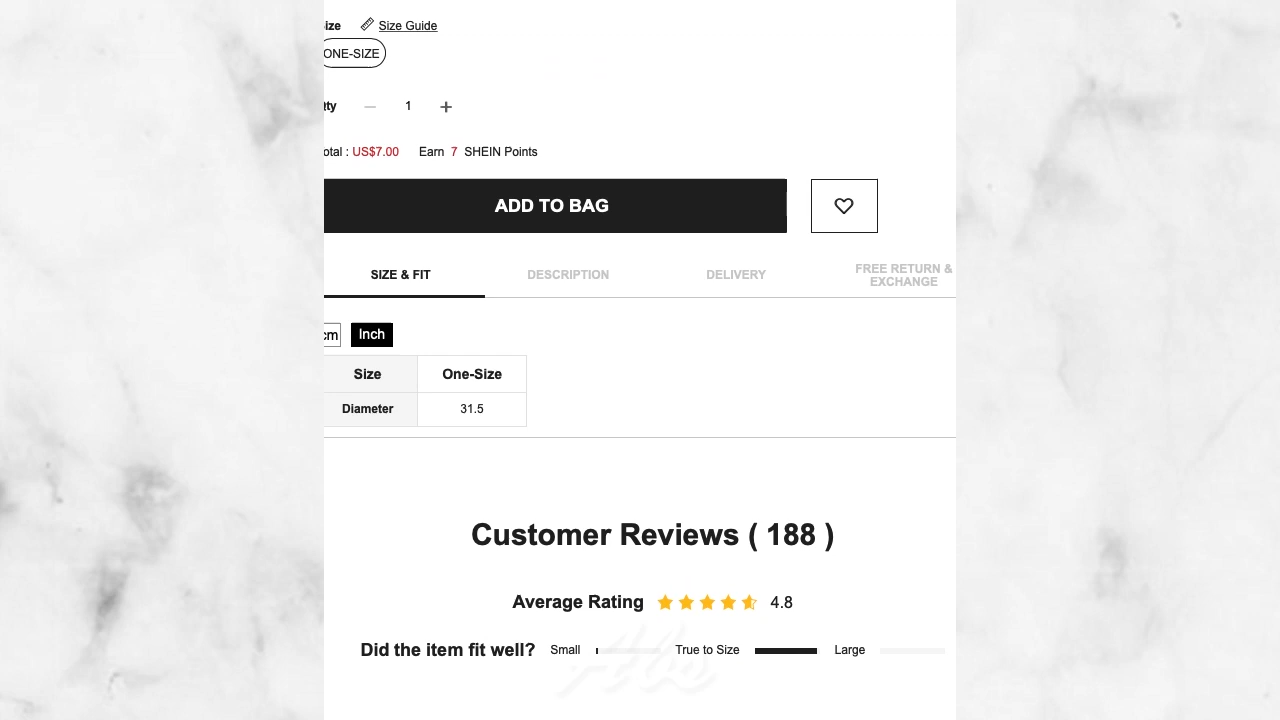 ize Size Guide
ONE-SIZE
ty 1
otal : US$7.00 Earn 7 SHEIN Points
ADD TO BAG
SIZE & FIT DESCRIPTION DELIVERY FREE RETURN & EXCHANGE
cm Inch
Size One-Size
Diameter 31.5
Customer Reviews ( 188 )
Average Rating 4.8
Did the item fit well? Small True to Size Large